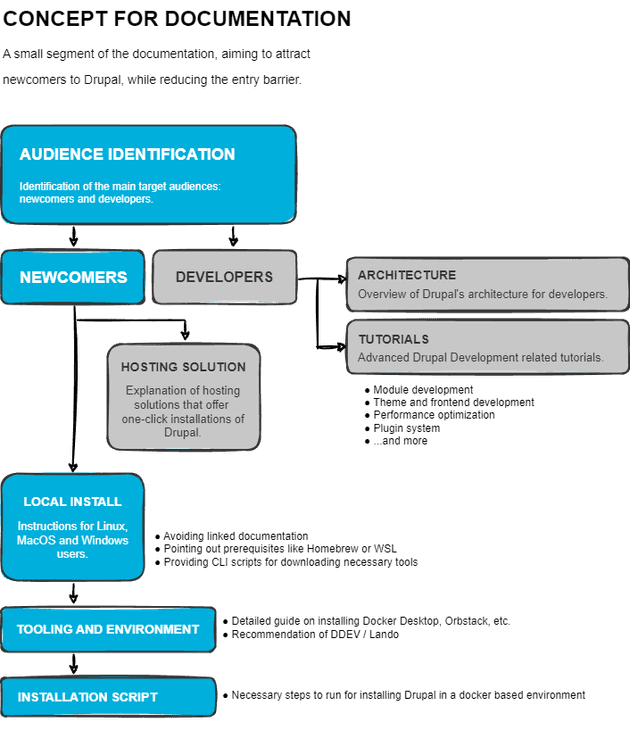 CONCEPT FOR DOCUMENTATION
A small segment of the documentation, aiming to attract
newcomers to Drupal, while reducing the entry barrier.
AUDIENCE IDENTIFICATION
Identification of the main target audiences:
newcomers and developers.
NEWCOMERS
DEVELOPERS
ARCHITECTURE
Overview of Drupal's architecture for developers.
TUTORIALS
Advanced Drupal Development related tutorials.
● Module development
● Theme and frontend development
● Performance optimization
● Plugin system
● ...and more
HOSTING SOLUTION
Explanation of hosting
solutions that offer
one-click installations of
Drupal.
LOCAL INSTALL
Instructions for Linux,
MacOS and Windows
users.
● Avoiding linked documentation
● Pointing out prerequisites like Homebrew or WSL
● Providing CLI scripts for downloading necessary tools
TOOLING AND ENVIRONMENT
● Detailed guide on installing Docker Desktop, Orbstack, etc.
● Recommendation of DDEV / Lando
INSTALLATION SCRIPT
● Necessary steps to run for installing Drupal in a docker based environment